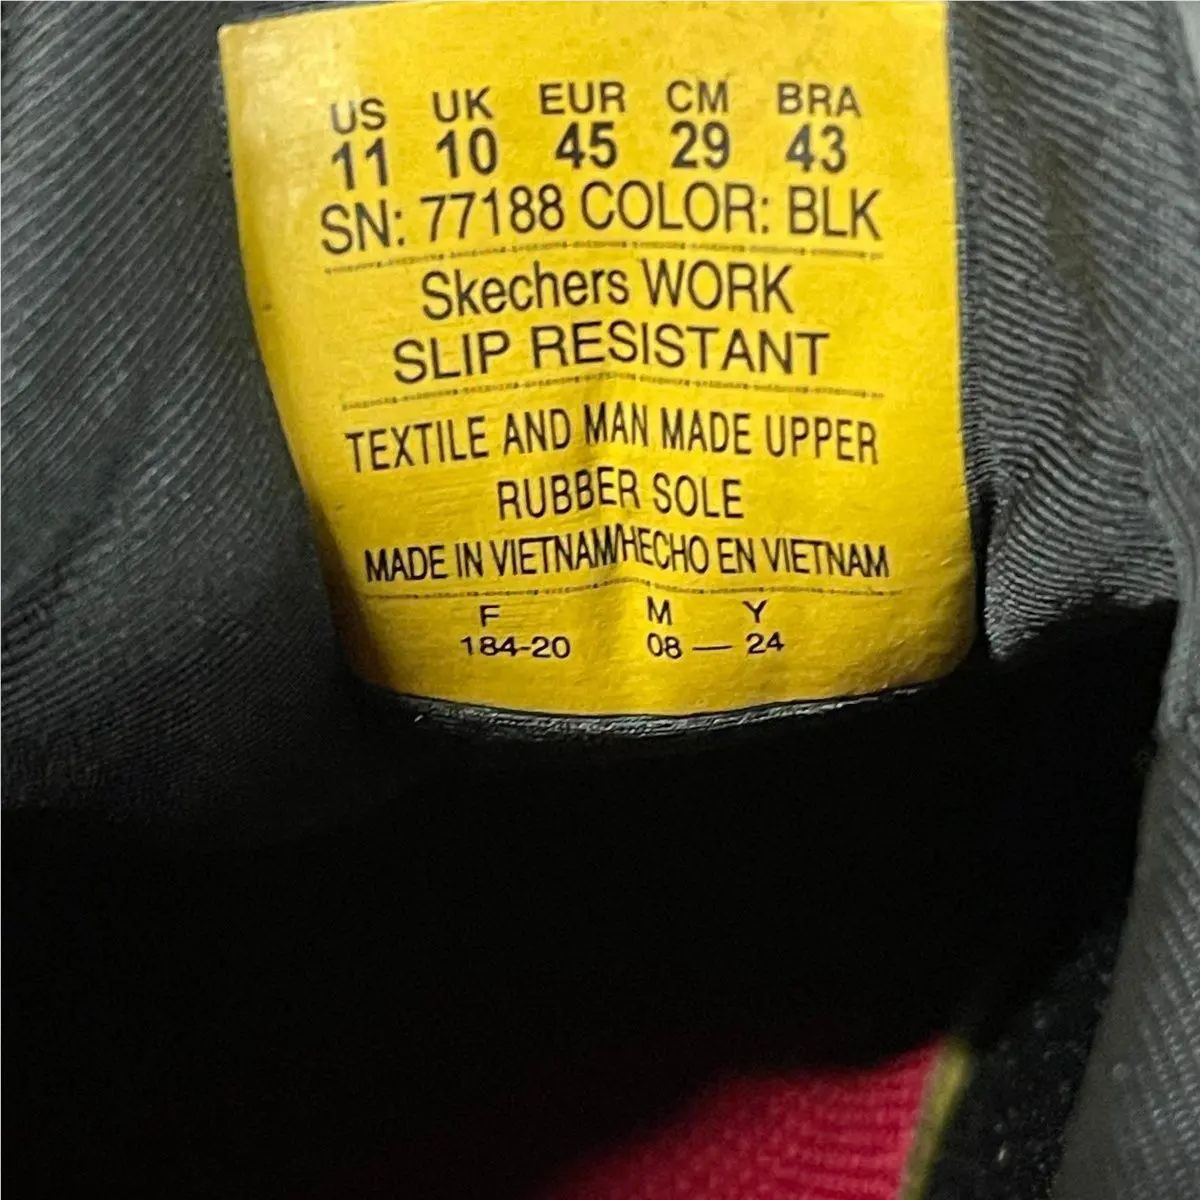 US UK EUR CM BRA
11 10 45 29 43
SN: 77188 COLOR: BLK
Skechers WORK
SLIP RESISTANT
TEXTILE AND MAN MADE UPPER
RUBBER SOLE
MADE IN VIETNAM/HECHO EN VIETNAM
F M Y
184-20 08 — 24